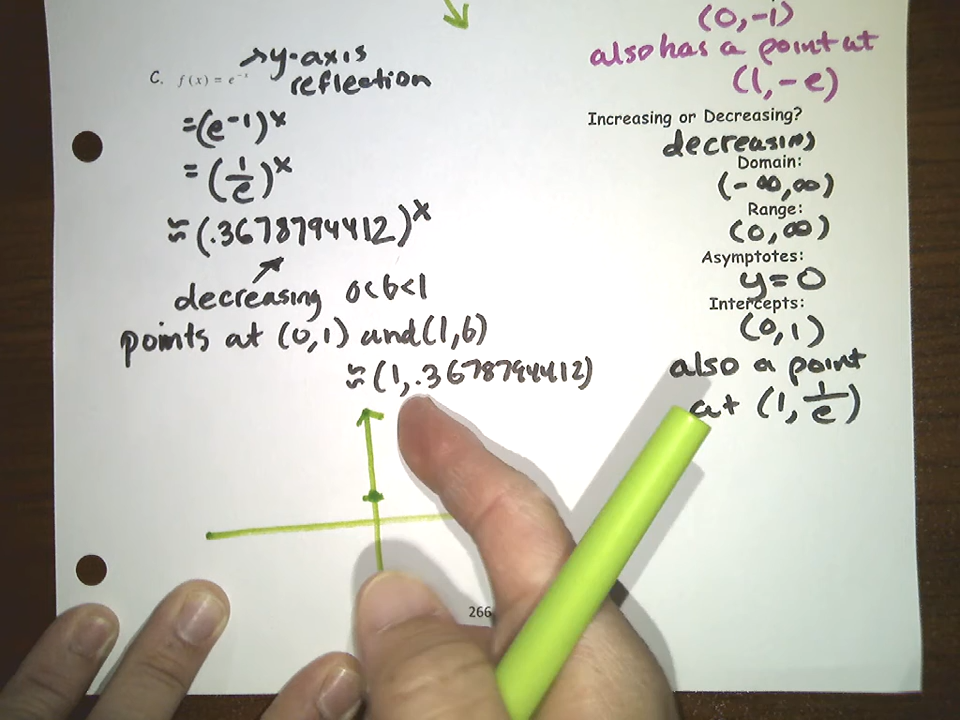 (0,-1)
also has a point at
(1,-e)
C. f(x) = e^-x → y-axis
reflection
=(e^-1)^x
= (1/e)^x
≈ (.3678794412)^x
decreasing 0<b<1
points at (0,1) and (1,b)
≈ (1, .3678794412)
Increasing or Decreasing?
decreasing
Domain:
(-∞,∞)
Range:
(0,∞)
Asymptotes:
y=0
Intercepts:
(0,1)
also a point
at (1, 1/e)
266